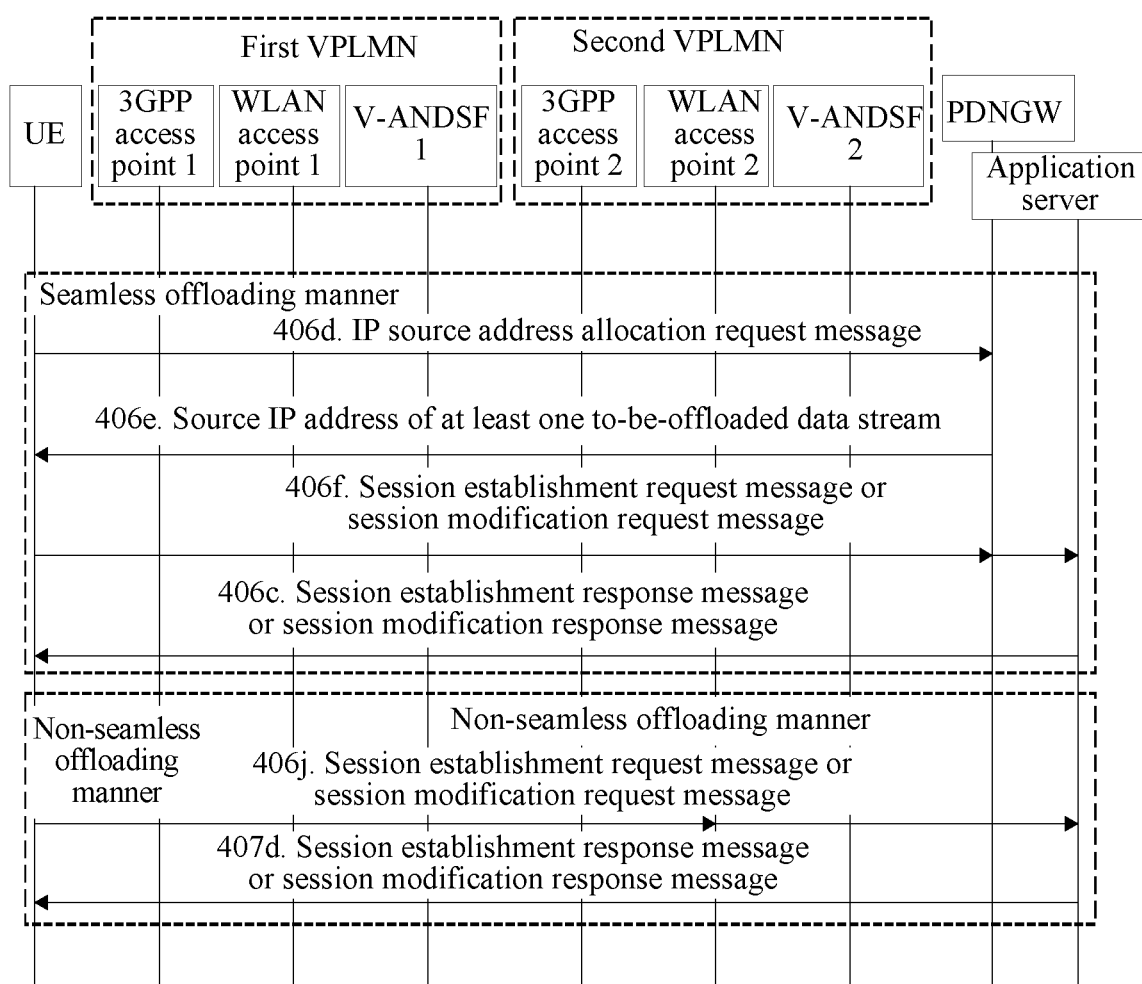 First VPLMN
Second VPLMN
UE
3GPP
access
point 1
WLAN
access
point 1
V-ANDSF
1
3GPP
access
point 2
WLAN
access
point 2
V-ANDSF
2
PDNGW
Application
server
Seamless offloading manner
406d. IP source address allocation request message
406e. Source IP address of at least one to-be-offloaded data stream
406f. Session establishment request message or
session modification request message
406c. Session establishment response message
or session modification response message
Non-seamless
offloading
manner
Non-seamless offloading manner
406j. Session establishment request message or
session modification request message
407d. Session establishment response message
or session modification response message